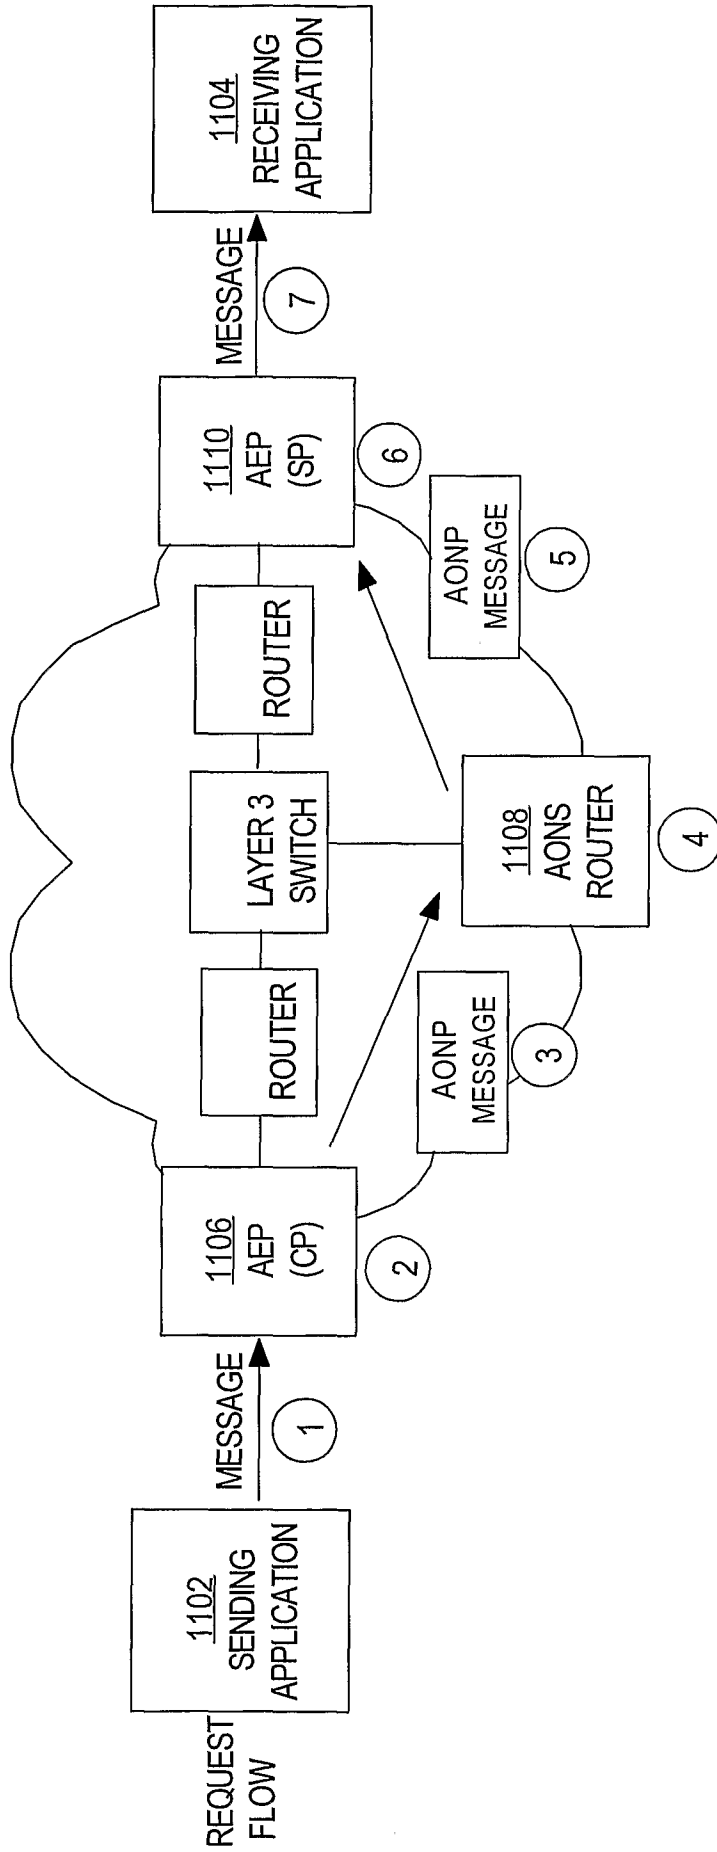 REQUEST
FLOW
1102
SENDING
APPLICATION
MESSAGE
1
1106
AEP
(CP)
2
ROUTER
AONP
MESSAGE
3
LAYER 3
SWITCH
1108
AONS
ROUTER
4
ROUTER
AONP
MESSAGE
5
1110
AEP
(SP)
6
MESSAGE
7
1104
RECEIVING
APPLICATION